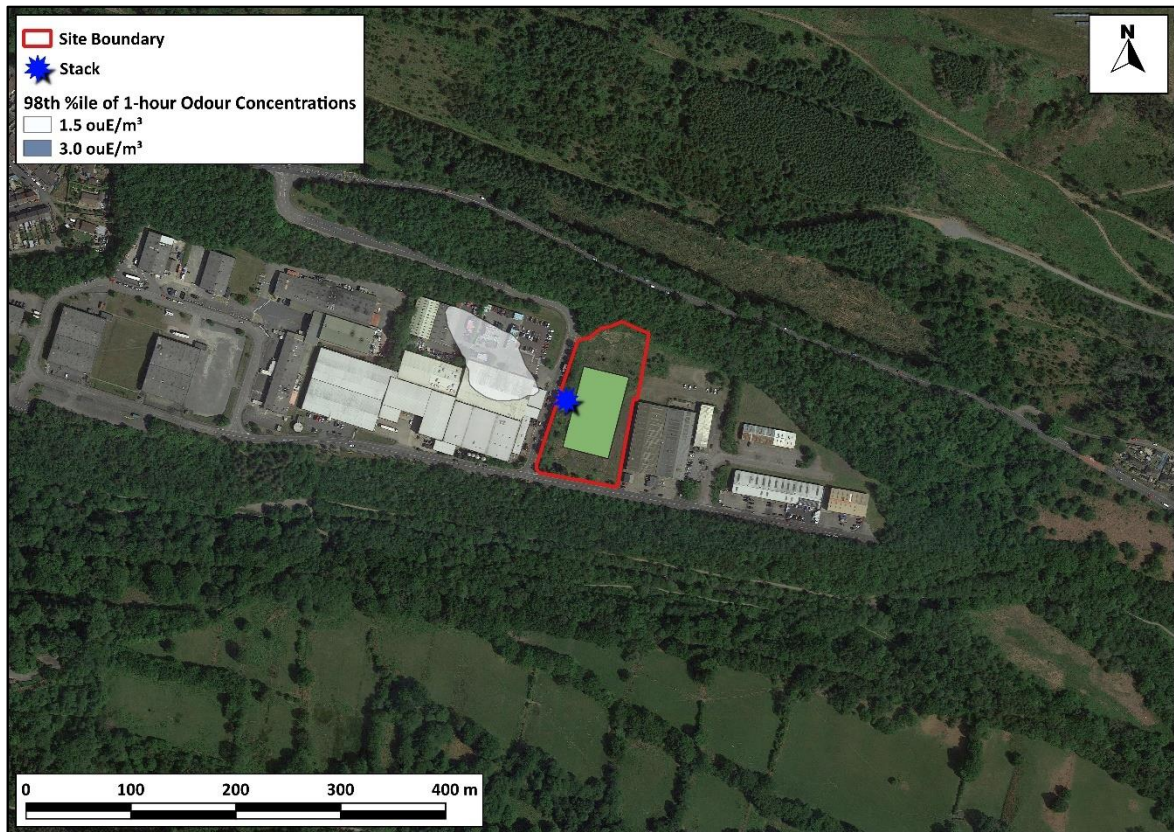 Site Boundary
Stack
98th %ile of 1-hour Odour Concentrations
1.5 ouE/m³
3.0 ouE/m³
N
0 100 200 300 400 m